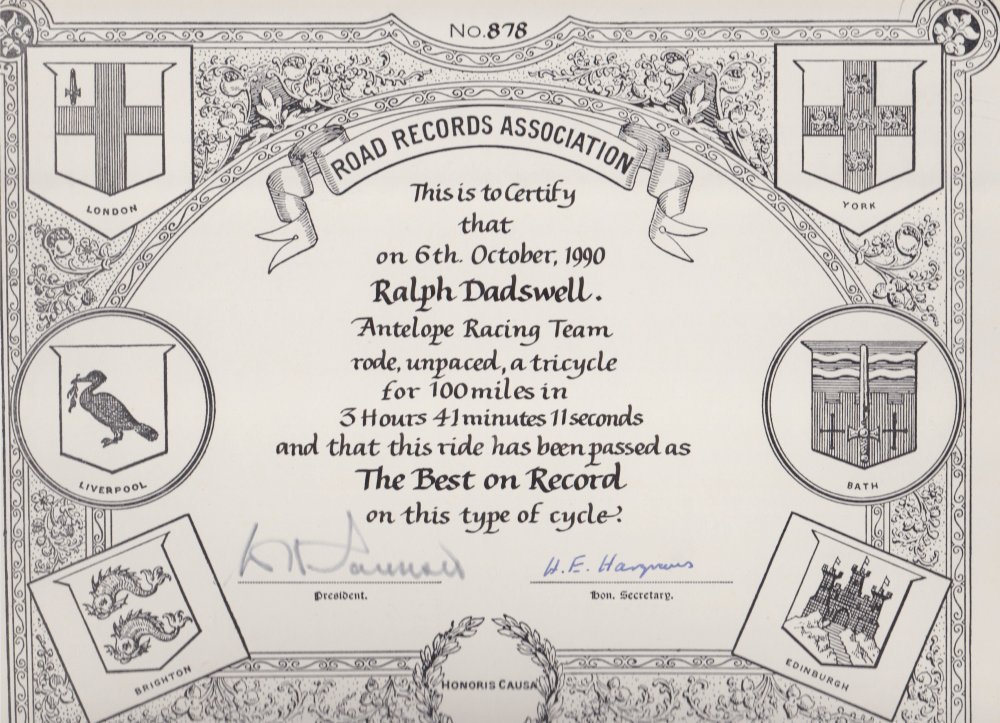 No. 878
ROAD RECORDS ASSOCIATION
LONDON
YORK
This is to Certify
that
on 6th. October, 1990
Ralph Dadswell.
Antelope Racing Team
rode, unpaced, a tricycle
for 100 miles in
3 Hours 41 minutes 11 seconds
and that this ride has been passed as
The Best on Record
on this type of cycle.
LIVERPOOL
BATH
H. E. Hargreaves
President.
Hon. Secretary.
BRIGHTON
EDINBURGH
HONORIS CAUSA